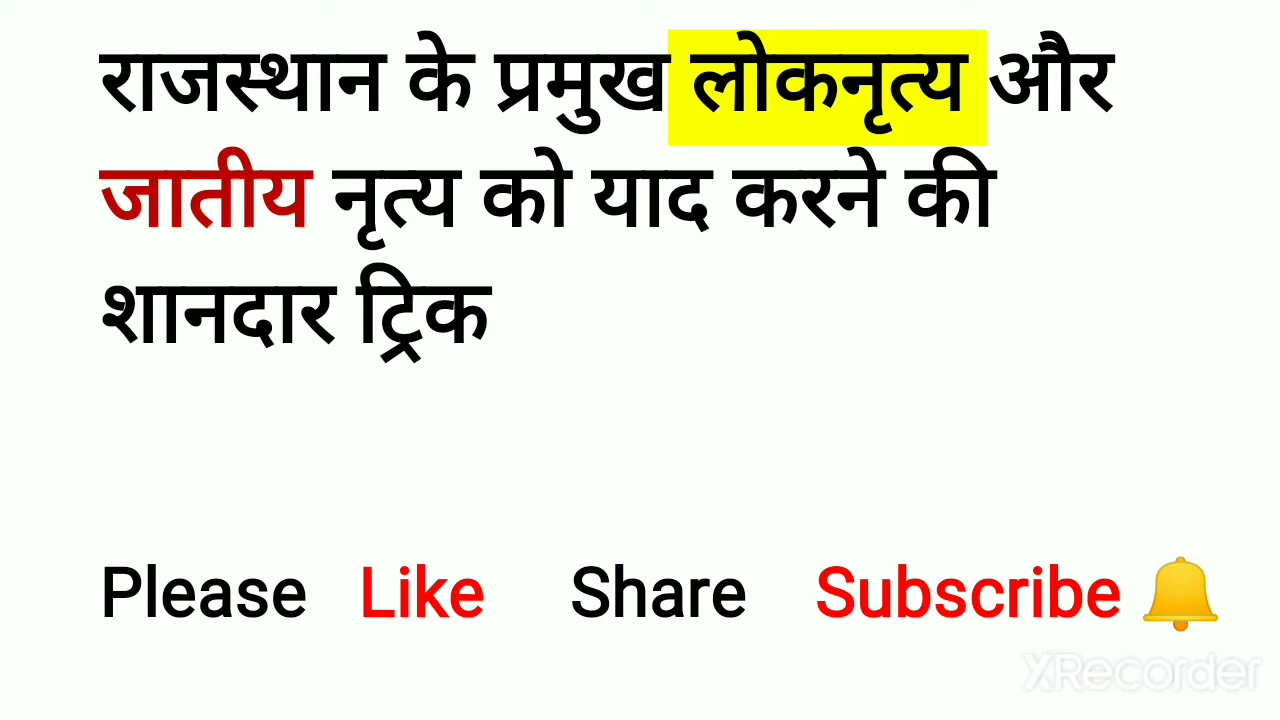 राजस्थान के प्रमुख लोकनृत्य और
जातीय नृत्य को याद करने की
शानदार ट्रिक
Please Like Share Subscribe
XRecorder